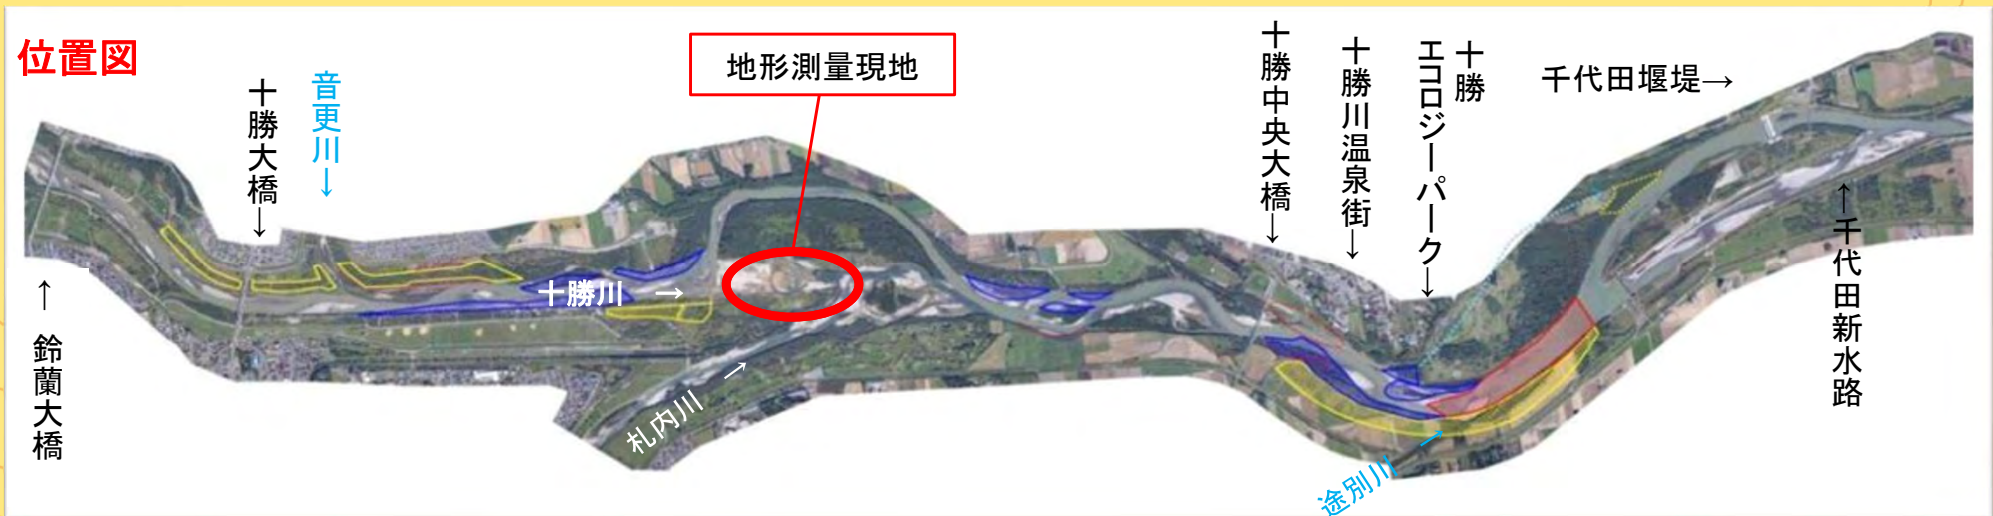 位置図
鈴蘭大橋
↑
十勝大橋→
音更川→
十勝川 →
地形測量現地
札内川 →
十勝中央大橋→
十勝川温泉街→
十勝
エコロジーパーク→
途別川 →
千代田堰堤→
←千代田新水路